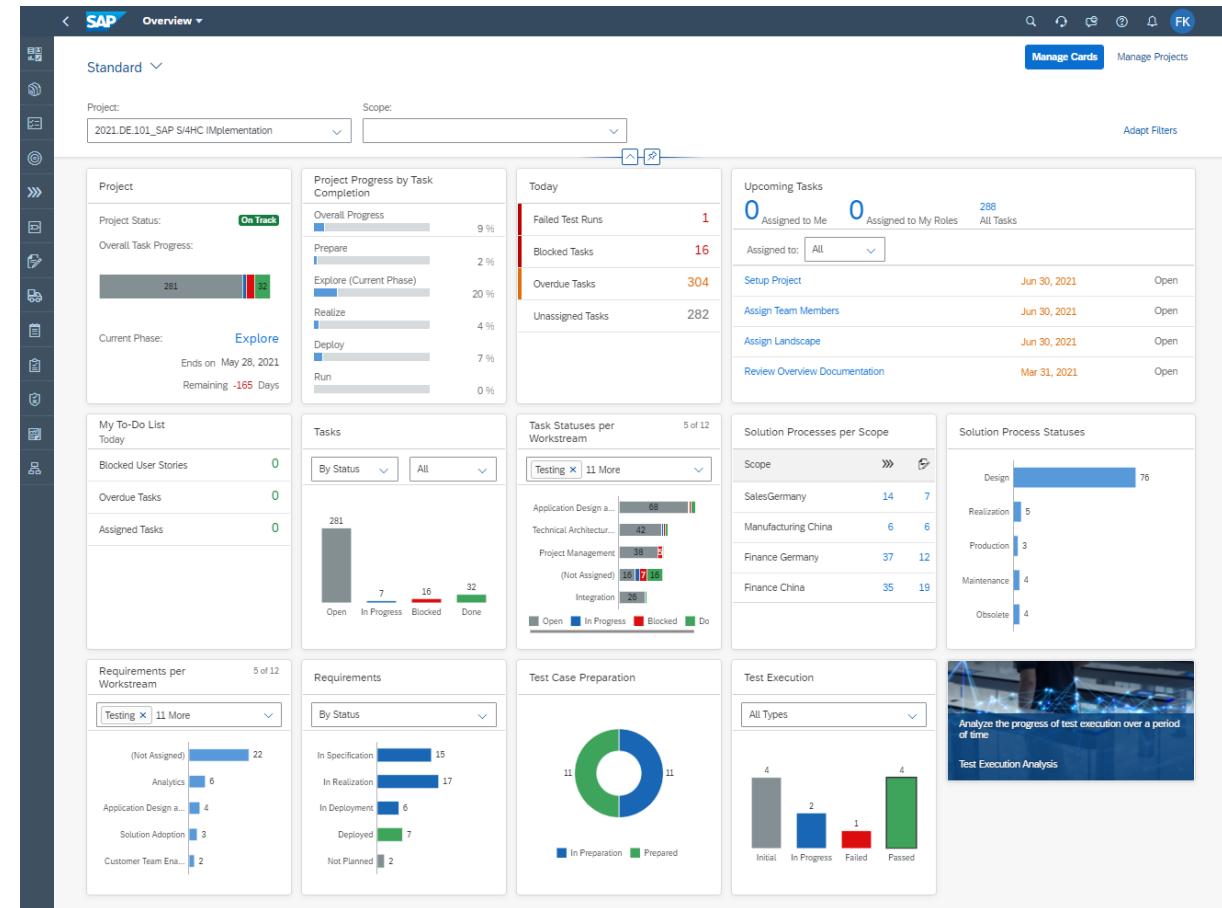 SAP Overview
FK
Standard
Manage Cards Manage Projects
Project:
2021.DE.101_SAP S/4HC IMplementation
Scope:
Adapt Filters
Project
Project Status: On Track
Overall Task Progress:
281 32
Current Phase: Explore
Ends on May 28, 2021
Remaining -165 Days
Project Progress by Task
Completion
Overall Progress
9 %
Prepare
2 %
Explore (Current Phase)
20 %
Realize
4 %
Deploy
7 %
Run
0 %
Today
Failed Test Runs 1
Blocked Tasks 16
Overdue Tasks 304
Unassigned Tasks 282
Upcoming Tasks
0 Assigned to Me
0 Assigned to My Roles
288
All Tasks
Assigned to: All
Setup Project Jun 30, 2021 Open
Assign Team Members Jun 30, 2021 Open
Assign Landscape Jun 30, 2021 Open
Review Overview Documentation Mar 31, 2021 Open
My To-Do List
Today
Blocked User Stories 0
Overdue Tasks 0
Assigned Tasks 0
Tasks
By Status All
281
7
16
32
Open In Progress Blocked Done
Task Statuses per
Workstream
5 of 12
Testing × 11 More
Application Design a... 68
Technical Architectur... 42
Project Management 38
(Not Assigned) 16 7 16
Integration 26
Open In Progress Blocked Do
Solution Processes per Scope
Scope
SalesGermany 14 7
Manufacturing China 6 6
Finance Germany 37 12
Finance China 35 19
Solution Process Statuses
Design 76
Realization 5
Production 3
Maintenance 4
Obsolete 4
Requirements per
Workstream
5 of 12
Testing × 11 More
(Not Assigned) 22
Analytics 6
Application Design a... 4
Solution Adoption 3
Customer Team Ena... 2
Requirements
By Status
In Specification 15
In Realization 17
In Deployment 6
Deployed 7
Not Planned 2
Test Case Preparation
11 11
In Preparation Prepared
Test Execution
All Types
4
2
1
4
Initial In Progress Failed Passed
Analyze the progress of test execution over a period
of time
Test Execution Analysis